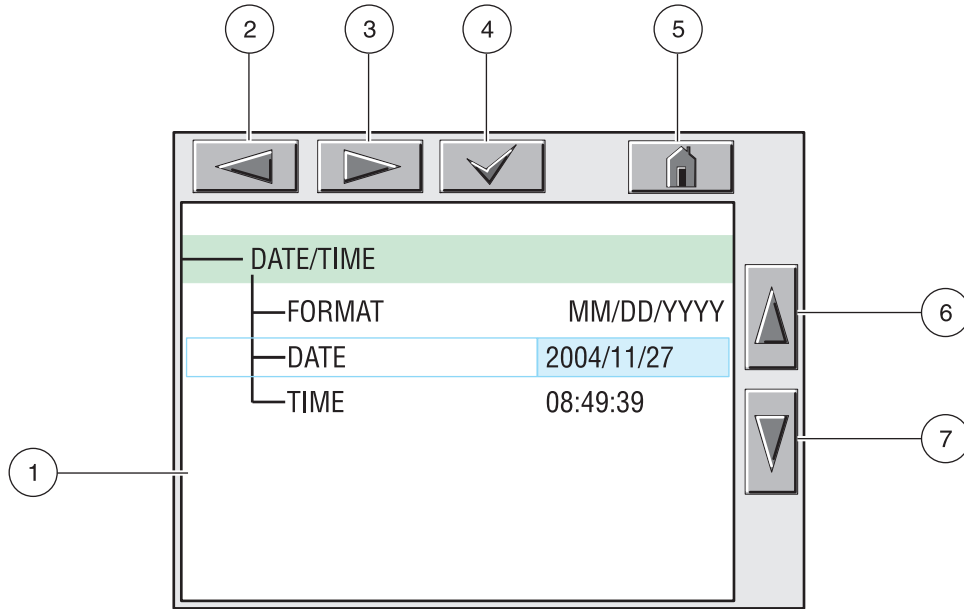 2 3 4 5
DATE/TIME
FORMAT MM/DD/YYYY
6
DATE 2004/11/27
TIME 08:49:39
7
1